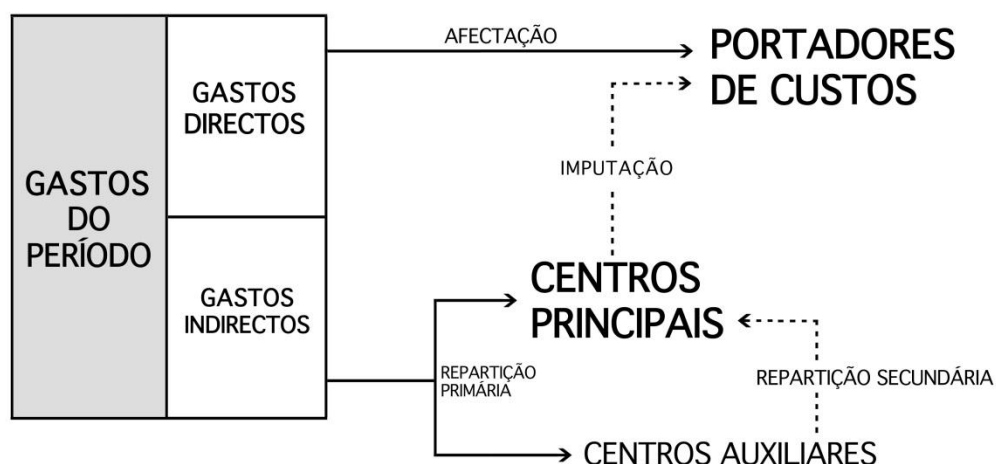 GASTOS
DO
PERÍODO
GASTOS
DIRECTOS
GASTOS
INDIRECTOS
AFECTAÇÃO
PORTADORES
DE CUSTOS
IMPUTAÇÃO
CENTROS
PRINCIPAIS
REPARTIÇÃO
PRIMÁRIA
REPARTIÇÃO SECUNDÁRIA
CENTROS AUXILIARES